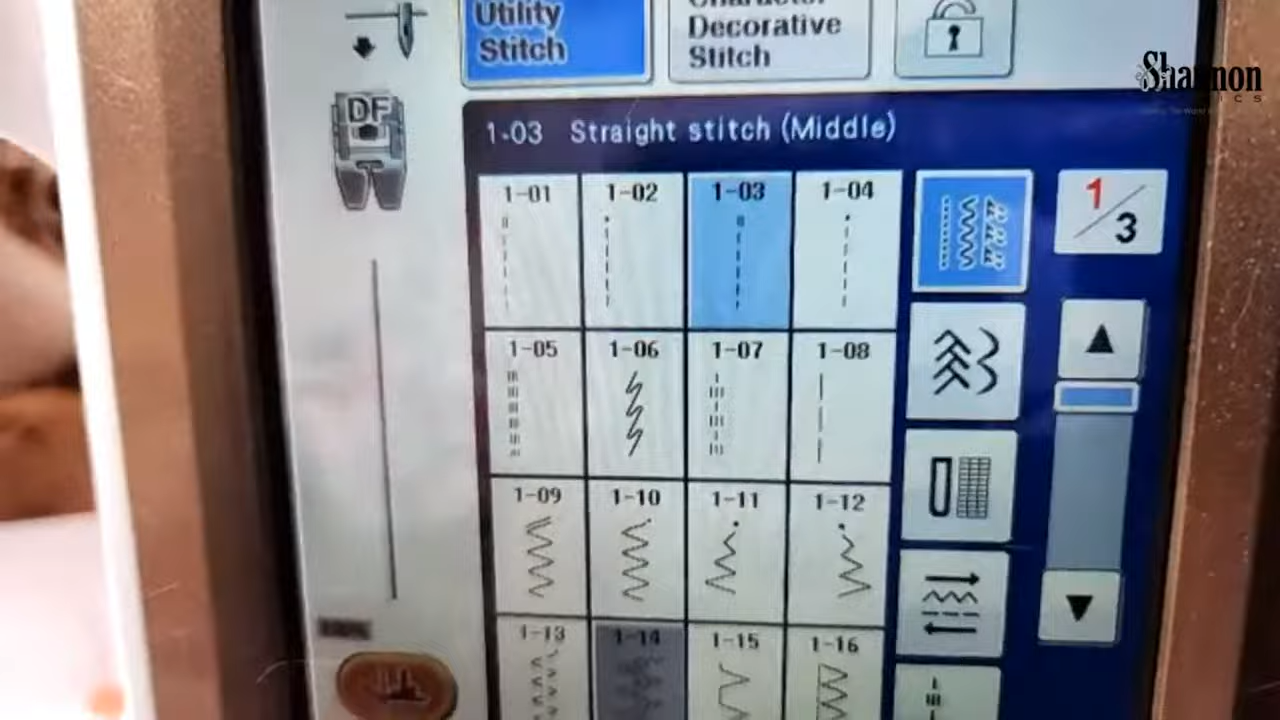 Utility
Stitch
Decorative
Stitch
Shannon
DF
1-03 Straight stitch (Middle)
1-01 1-02 1-03 1-04
1/3
1-05 1-06 1-07 1-08
1-09 1-10 1-11 1-12
1-13 1-14 1-15 1-16